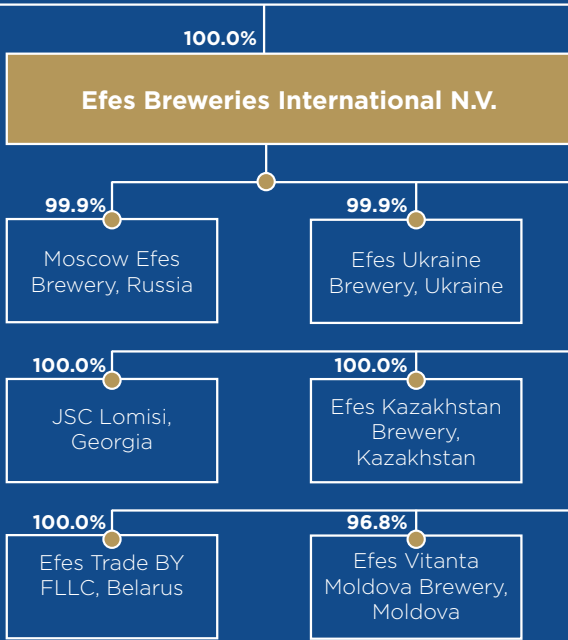 100.0%
Efes Breweries International N.V.
99.9%
99.9%
Moscow Efes
Brewery, Russia
Efes Ukraine
Brewery, Ukraine
100.0%
100.0%
JSC Lomisi,
Georgia
Efes Kazakhstan
Brewery,
Kazakhstan
100.0%
96.8%
Efes Trade BY
FLLC, Belarus
Efes Vitanta
Moldova Brewery,
Moldova